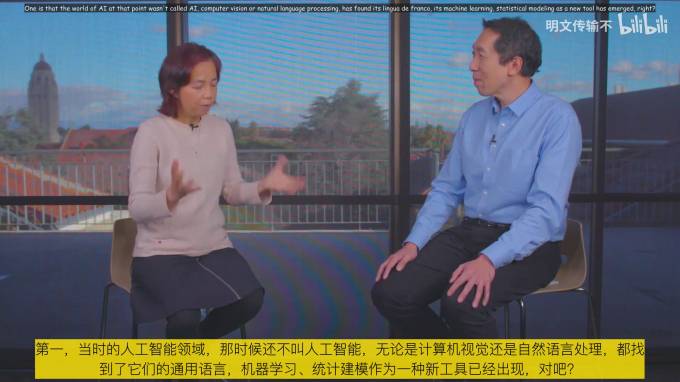 One is that the world of AI at that point wasn't called AI, computer vision or natural language processing, has found its lingua de franca, its machine learning, statistical modeling as a new tool has emerged, right?
明文传输不 bilibili
第一，当时的人工智能领域，那时候还不叫人工智能，无论是计算机视觉还是自然语言处理，都找
到了它们的通用语言，机器学习、统计建模作为一种新工具已经出现，对吧？